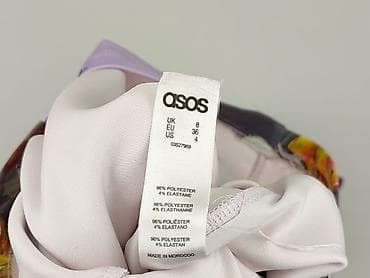 asos
UK 8
EU 36
US 4
96% POLYESTER
4% ELASTANE
96% POLYESTER
4% ELASTHANNE
96% POLIÉSTER
4% ELASTANO
96% POLYESTER
4% ELASTAN
MADE IN MOROCCO